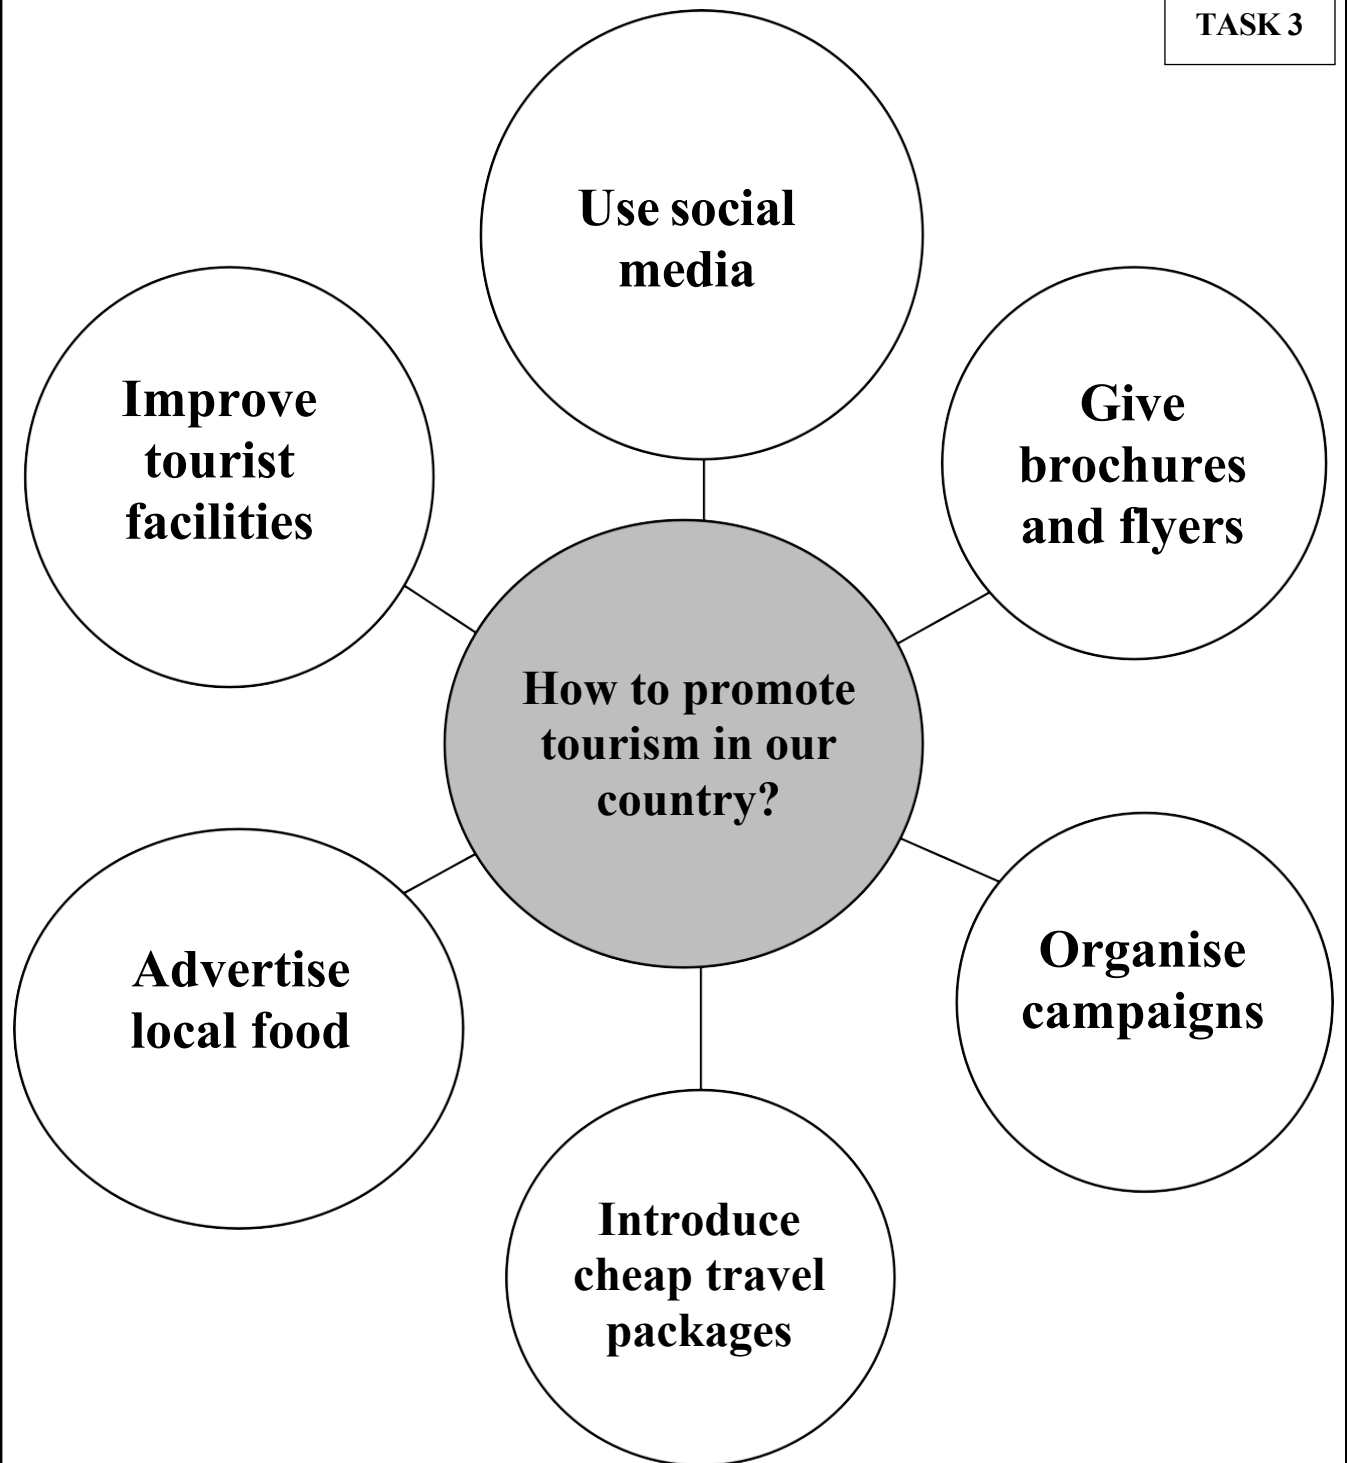 TASK 3
Use social
media
Improve
tourist
facilities
Give
brochures
and flyers
How to promote
tourism in our
country?
Advertise
local food
Organise
campaigns
Introduce
cheap travel
packages